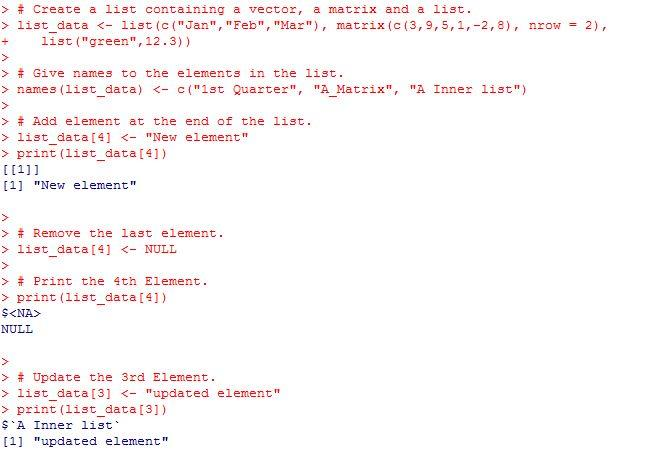 > # Create a list containing a vector, a matrix and a list.
> list_data <- list(c("Jan","Feb","Mar"), matrix(c(3,9,5,1,-2,8), nrow = 2),
+    list("green",12.3))
>
> # Give names to the elements in the list.
> names(list_data) <- c("1st Quarter", "A_Matrix", "A Inner list")
>
> # Add element at the end of the list.
> list_data[4] <- "New element"
> print(list_data[4])
[[1]]
[1] "New element"

>
> # Remove the last element.
> list_data[4] <- NULL
>
> # Print the 4th Element.
> print(list_data[4])
$<NA>
NULL

>
> # Update the 3rd Element.
> list_data[3] <- "updated element"
> print(list_data[3])
$`A Inner list`
[1] "updated element"